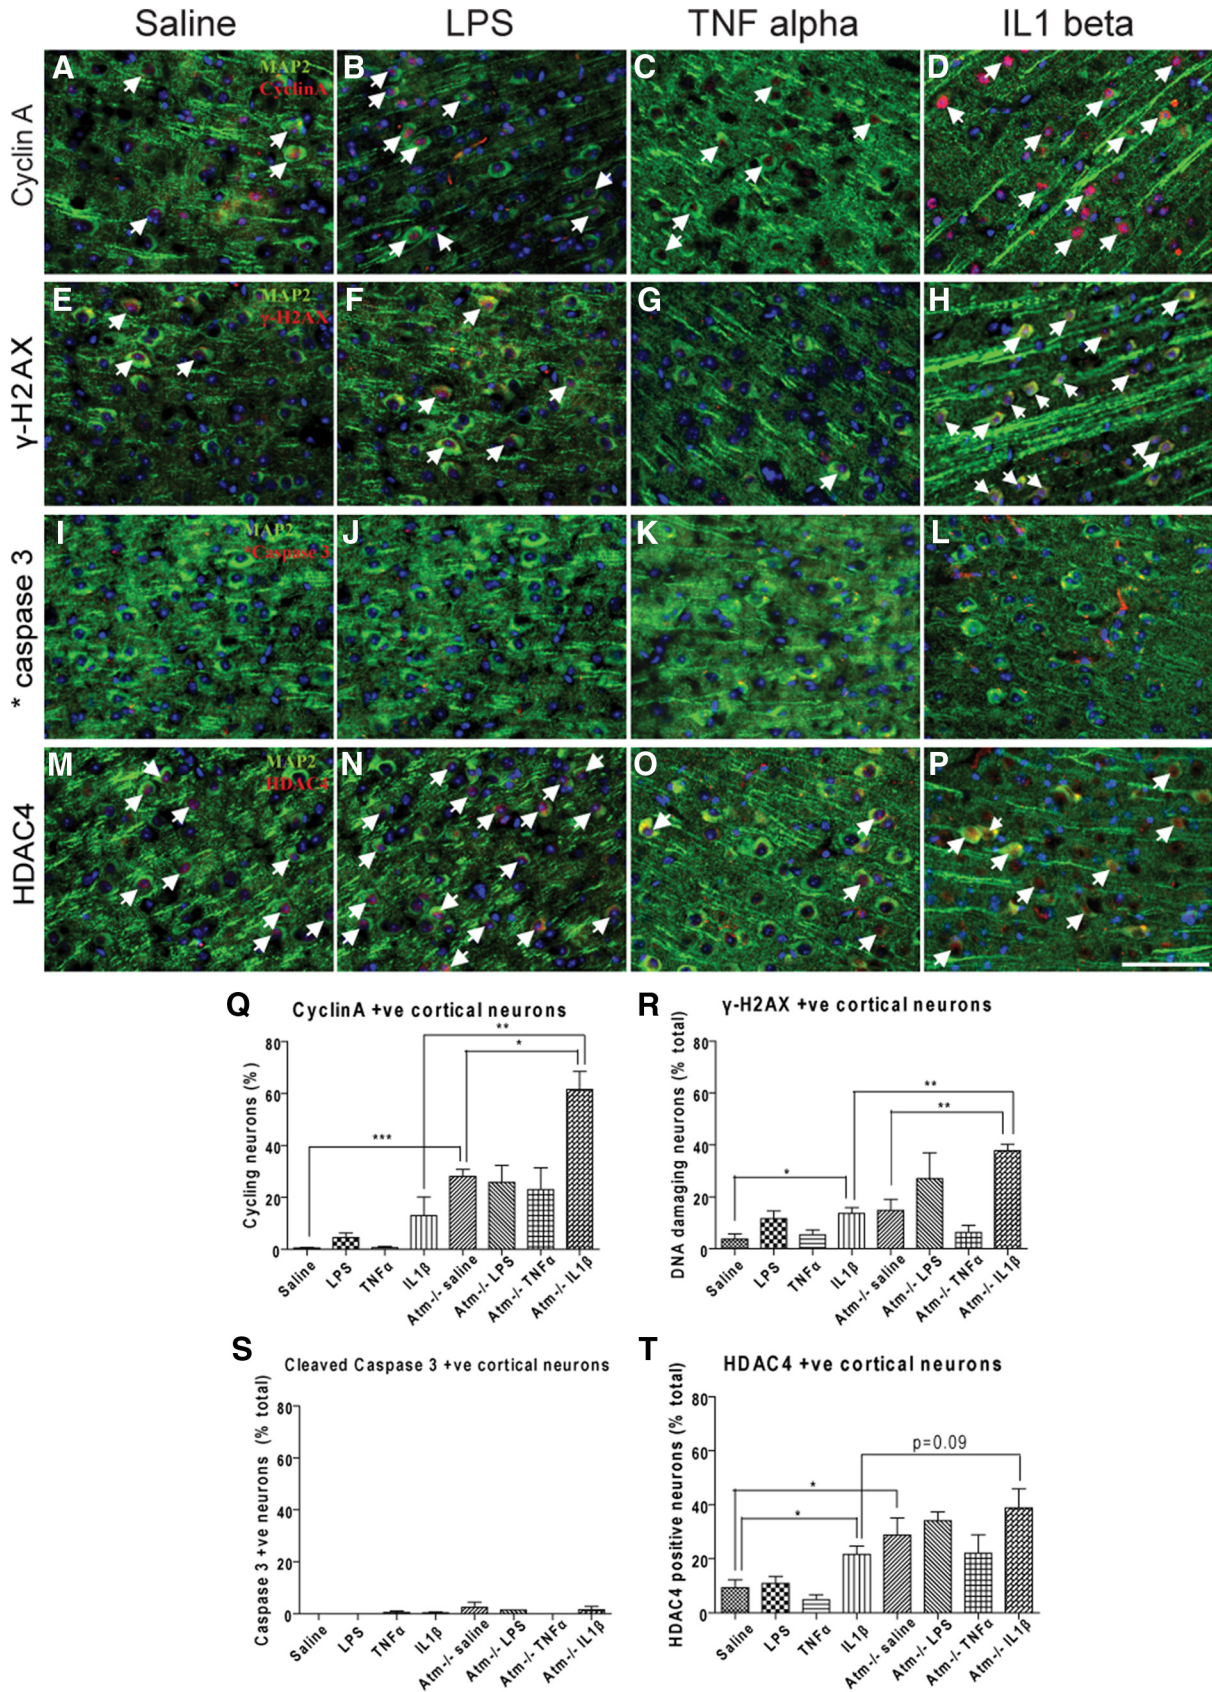 Saline LPS TNF alpha IL1 beta
Cyclin A
A MAP2 B C D
CyclinA
γ-H2AX
E MAP2 F G H
γ-H2AX
* caspase 3
I MAP2 J K L
*Caspase 3
HDAC4
M MAP2 N O P
HDAC4
Q CyclinA +ve cortical neurons
**
*
***
Cycling neurons (%)
80
60
40
20
0
Saline LPS TNFα IL1β Atm-/- saline Atm-/- LPS Atm-/- TNFα Atm-/- IL1β
R γ-H2AX +ve cortical neurons
**
**
*
DNA damaging neurons (% total)
80
60
40
20
0
Saline LPS TNFα IL1β Atm-/- saline Atm-/- LPS Atm-/- TNFα Atm-/- IL1β
S Cleaved Caspase 3 +ve cortical neurons
Caspase 3 +ve neurons (% total)
80
60
40
20
0
Saline LPS TNFα IL1β Atm-/- saline Atm-/- LPS Atm-/- TNFα Atm-/- IL1β
T HDAC4 +ve cortical neurons
p=0.09
*
*
HDAC4 positive neurons (% total)
80
60
40
20
0
Saline LPS TNFα IL1β Atm-/- saline Atm-/- LPS Atm-/- TNFα Atm-/- IL1β